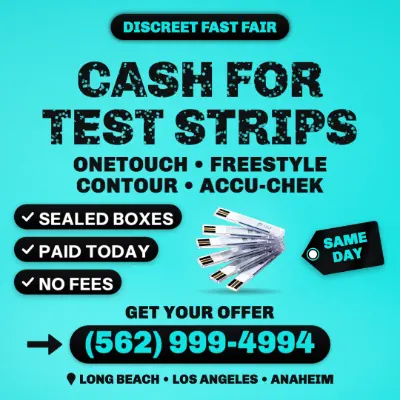 DISCREET FAST FAIR
CASH FOR
TEST STRIPS
ONETOUCH • FREESTYLE
CONTOUR • ACCU-CHEK
✓ SEALED BOXES
✓ PAID TODAY
✓ NO FEES
SAME
DAY
GET YOUR OFFER
(562) 999-4994
LONG BEACH • LOS ANGELES • ANAHEIM